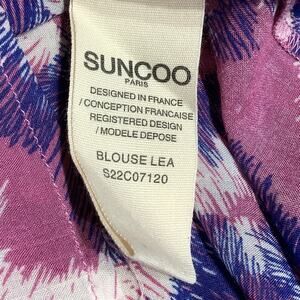 SUNCOO
PARIS
DESIGNED IN FRANCE
/ CONCEPTION FRANCAISE
REGISTERED DESIGN
/ MODELE DEPOSE
BLOUSE LEA
S22C07120